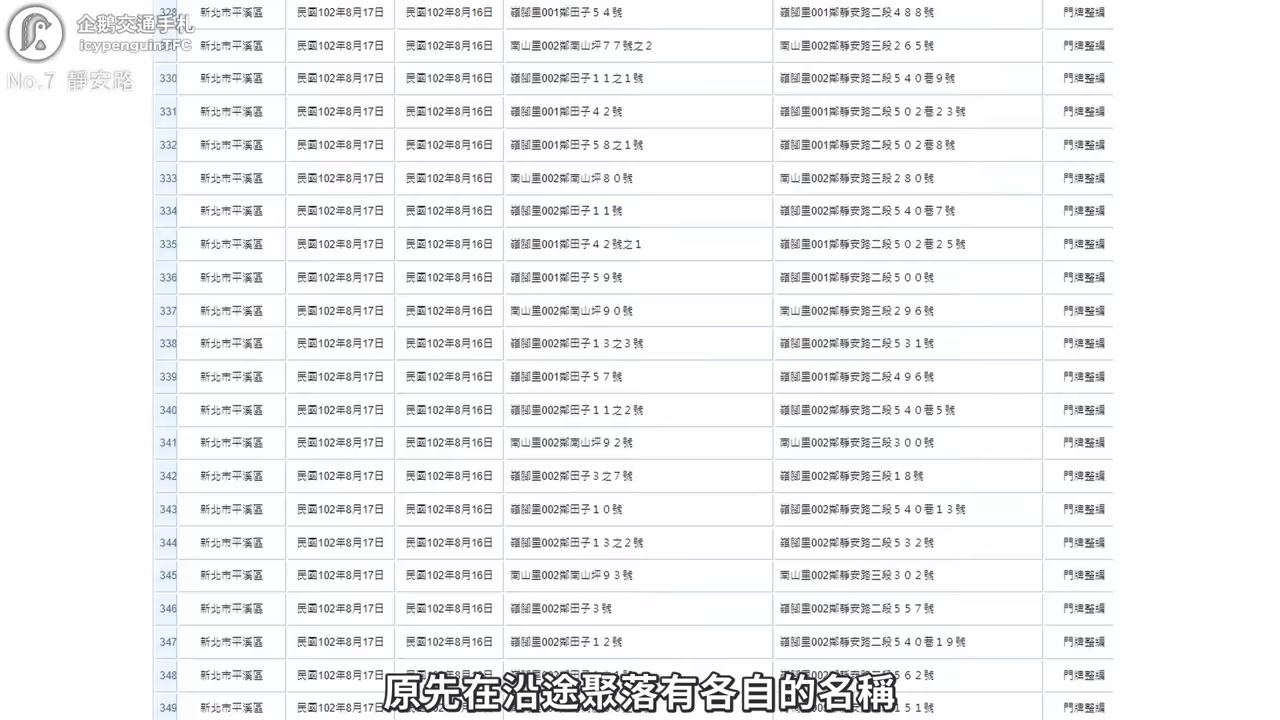 企鵝交通手札
icypenguinTFC
No.7 靜安路
328 新北市平溪區 民國102年8月17日 民國102年8月16日 嶺腳里001鄰田子５４號 嶺腳里001鄰靜安路二段４８８號 門牌整編
新北市平溪區 民國102年8月17日 民國102年8月16日 南山里002鄰南山坪７７號之２ 南山里002鄰靜安路三段２６５號 門牌整編
330 新北市平溪區 民國102年8月17日 民國102年8月16日 嶺腳里002鄰田子１１之１號 嶺腳里002鄰靜安路二段５４０巷９號 門牌整編
331 新北市平溪區 民國102年8月17日 民國102年8月16日 嶺腳里001鄰田子４２號 嶺腳里001鄰靜安路二段５０２巷２３號 門牌整編
332 新北市平溪區 民國102年8月17日 民國102年8月16日 嶺腳里001鄰田子５８之１號 嶺腳里001鄰靜安路二段５０２巷８號 門牌整編
333 新北市平溪區 民國102年8月17日 民國102年8月16日 南山里002鄰南山坪８０號 南山里002鄰靜安路三段２８０號 門牌整編
334 新北市平溪區 民國102年8月17日 民國102年8月16日 嶺腳里002鄰田子１１號 嶺腳里002鄰靜安路二段５４０巷７號 門牌整編
335 新北市平溪區 民國102年8月17日 民國102年8月16日 嶺腳里001鄰田子４２號之１ 嶺腳里001鄰靜安路二段５０２巷２５號 門牌整編
336 新北市平溪區 民國102年8月17日 民國102年8月16日 嶺腳里001鄰田子５９號 嶺腳里001鄰靜安路二段５００號 門牌整編
337 新北市平溪區 民國102年8月17日 民國102年8月16日 南山里002鄰南山坪９０號 南山里002鄰靜安路三段２９６號 門牌整編
338 新北市平溪區 民國102年8月17日 民國102年8月16日 嶺腳里002鄰田子１３之３號 嶺腳里002鄰靜安路二段５３１號 門牌整編
339 新北市平溪區 民國102年8月17日 民國102年8月16日 嶺腳里001鄰田子５７號 嶺腳里001鄰靜安路二段４９６號 門牌整編
340 新北市平溪區 民國102年8月17日 民國102年8月16日 嶺腳里002鄰田子１１之２號 嶺腳里002鄰靜安路二段５４０巷５號 門牌整編
341 新北市平溪區 民國102年8月17日 民國102年8月16日 南山里002鄰南山坪９２號 南山里002鄰靜安路三段３００號 門牌整編
342 新北市平溪區 民國102年8月17日 民國102年8月16日 嶺腳里002鄰田子３之７號 嶺腳里002鄰靜安路三段１８號 門牌整編
343 新北市平溪區 民國102年8月17日 民國102年8月16日 嶺腳里002鄰田子１０號 嶺腳里002鄰靜安路二段５４０巷１３號 門牌整編
344 新北市平溪區 民國102年8月17日 民國102年8月16日 嶺腳里002鄰田子１３之２號 嶺腳里002鄰靜安路二段５３２號 門牌整編
345 新北市平溪區 民國102年8月17日 民國102年8月16日 南山里002鄰南山坪９３號 南山里002鄰靜安路三段３０２號 門牌整編
346 新北市平溪區 民國102年8月17日 民國102年8月16日 嶺腳里002鄰田子３號 嶺腳里002鄰靜安路二段５５７號 門牌整編
347 新北市平溪區 民國102年8月17日 民國102年8月16日 嶺腳里002鄰田子１２號 嶺腳里002鄰靜安路二段５４０巷１９號 門牌整編
348 新北市平溪區 民國102年8月17日 ５６２號 門牌整編
349 新北市平溪區 民國102年8月17日 １５１號 門牌整編
原先在沿途聚落有各自的名稱